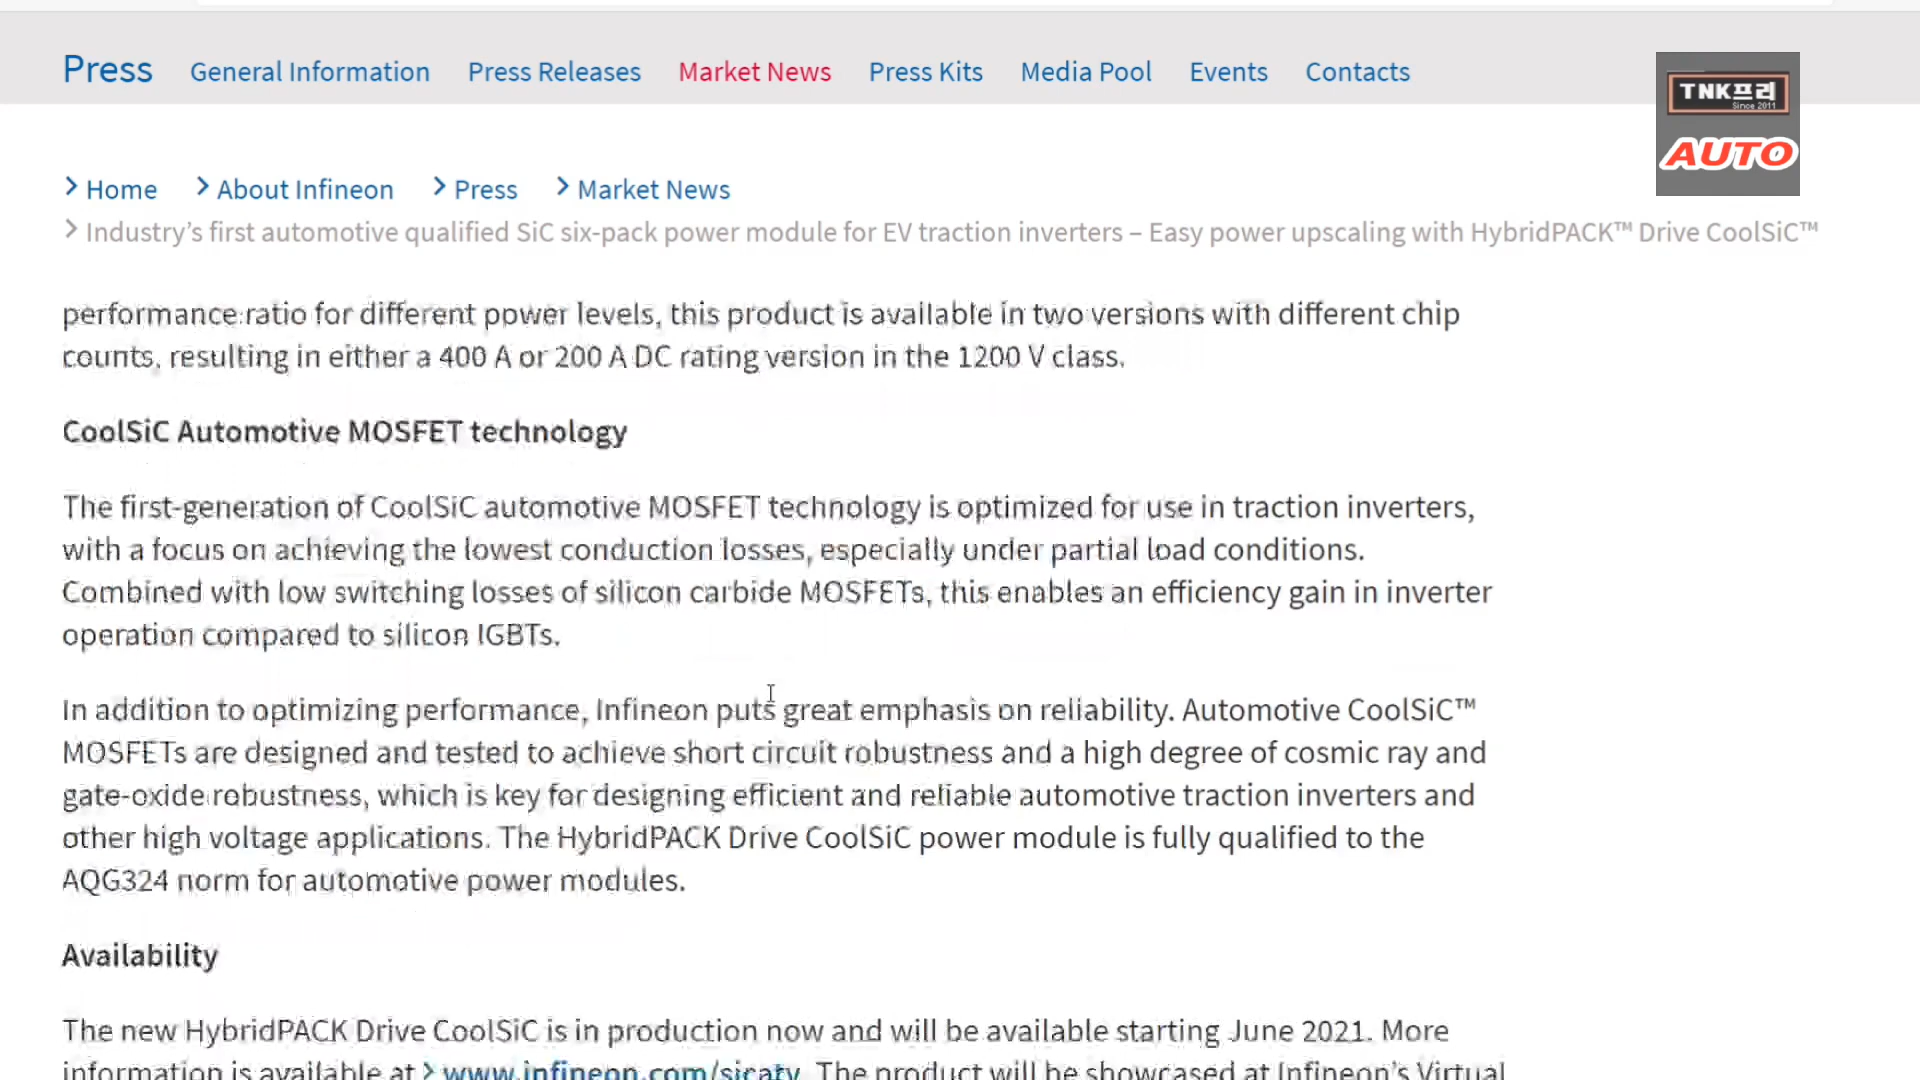 Press General Information Press Releases Market News Press Kits Media Pool Events Contacts
TNK프리
Since 2011
AUTO
Home About Infineon Press Market News
Industry’s first automotive qualified SiC six-pack power module for EV traction inverters – Easy power upscaling with HybridPACK™ Drive CoolSiC™
performance ratio for different power levels, this product is available in two versions with different chip
counts, resulting in either a 400 A or 200 A DC rating version in the 1200 V class.
CoolSiC Automotive MOSFET technology
The first-generation of CoolSiC automotive MOSFET technology is optimized for use in traction inverters,
with a focus on achieving the lowest conduction losses, especially under partial load conditions.
Combined with low switching losses of silicon carbide MOSFETs, this enables an efficiency gain in inverter
operation compared to silicon IGBTs.
In addition to optimizing performance, Infineon puts great emphasis on reliability. Automotive CoolSiC™
MOSFETs are designed and tested to achieve short circuit robustness and a high degree of cosmic ray and
gate-oxide robustness, which is key for designing efficient and reliable automotive traction inverters and
other high voltage applications. The HybridPACK Drive CoolSiC power module is fully qualified to the
AQG324 norm for automotive power modules.
Availability
The new HybridPACK Drive CoolSiC is in production now and will be available starting June 2021. More
information is available at www.infineon.com/sicatv. The product will be showcased at Infineon’s Virtual